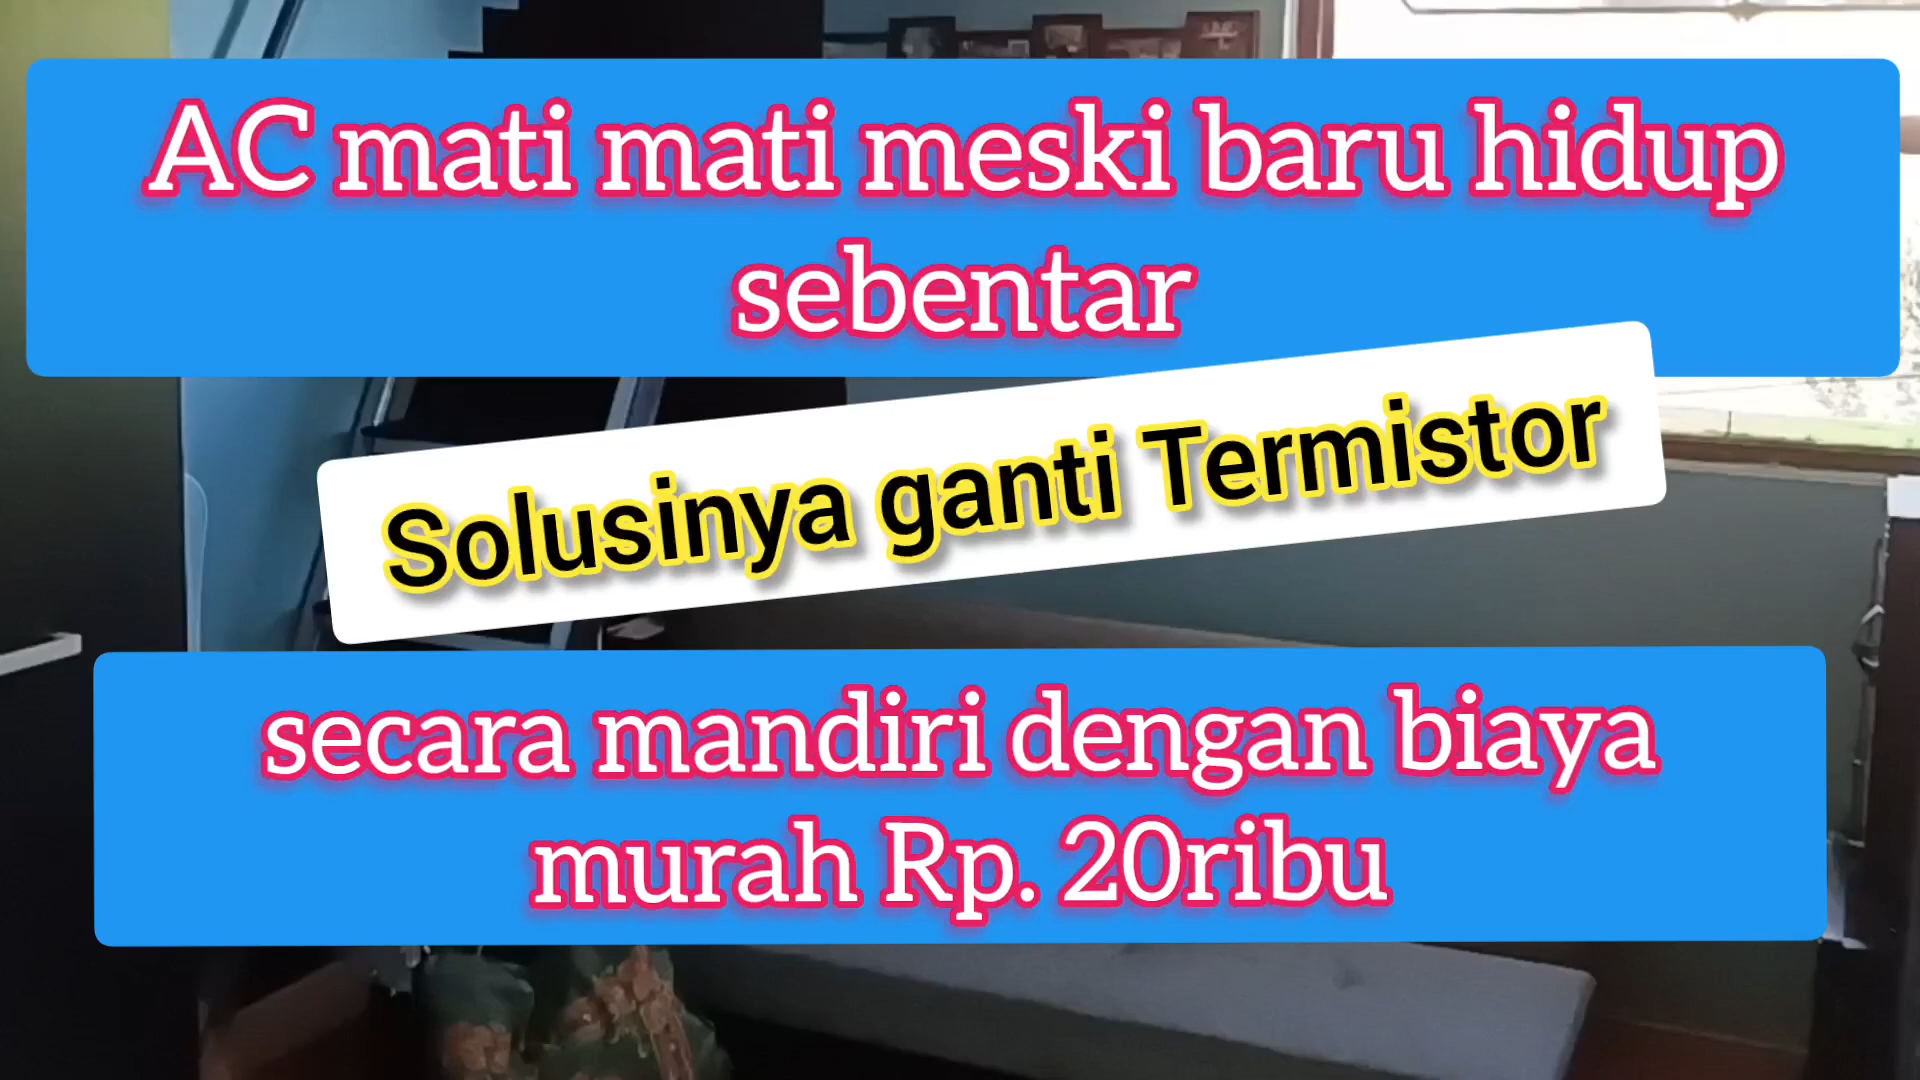 AC mati mati meski baru hidup
sebentar
Solusinya ganti Termistor
secara mandiri dengan biaya
murah Rp. 20ribu